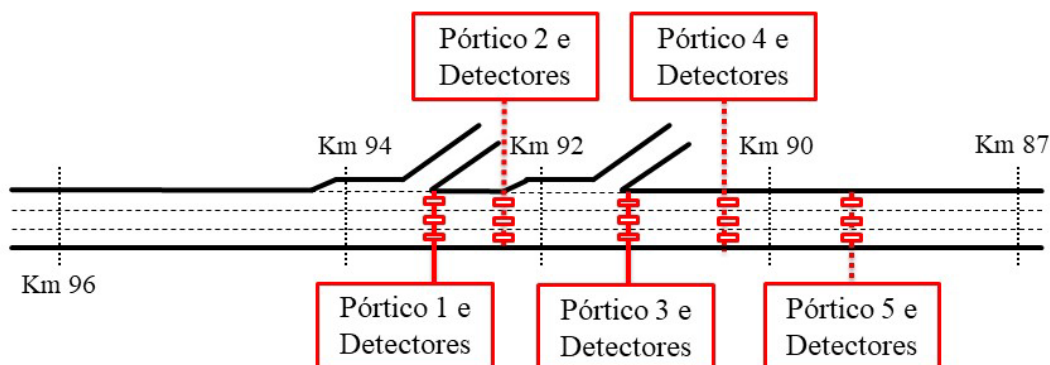 Pórtico 2 e
Detectores
Pórtico 4 e
Detectores
Km 94
Km 92
Km 90
Km 87
Km 96
Pórtico 1 e
Detectores
Pórtico 3 e
Detectores
Pórtico 5 e
Detectores